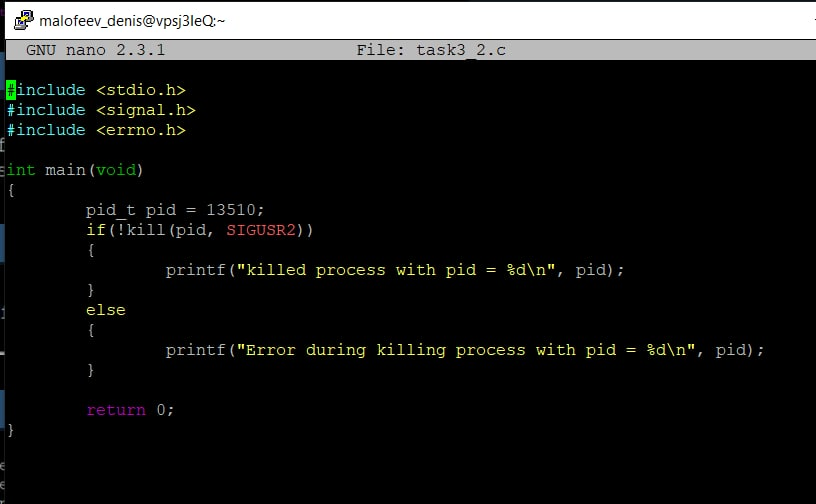 malofeev_denis@vpsj3leQ:~
GNU nano 2.3.1 File: task3_2.c
#include <stdio.h>
#include <signal.h>
#include <errno.h>
int main(void)
{
pid_t pid = 13510;
if(!kill(pid, SIGUSR2))
{
printf("killed process with pid = %d\n", pid);
}
else
{
printf("Error during killing process with pid = %d\n", pid);
}
return 0;
}